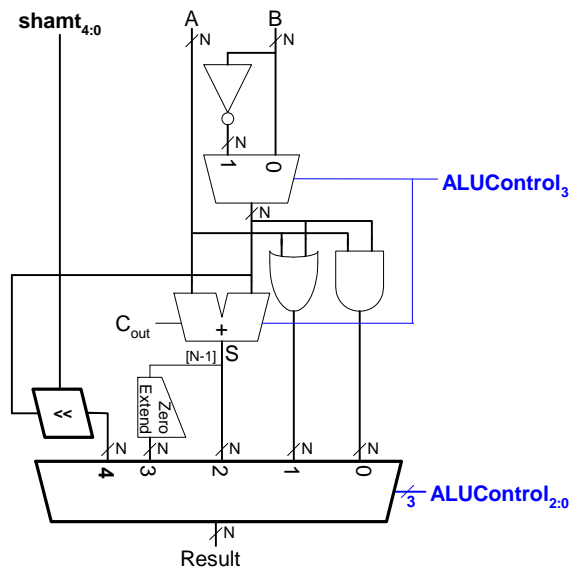 shamt4:0
A B
N N
N
1 0
ALUControl3
N
Cout
+
[N-1] S
Zero
Extend
<<
N N N N N
4 3 2 1 0
3 ALUControl2:0
N
Result